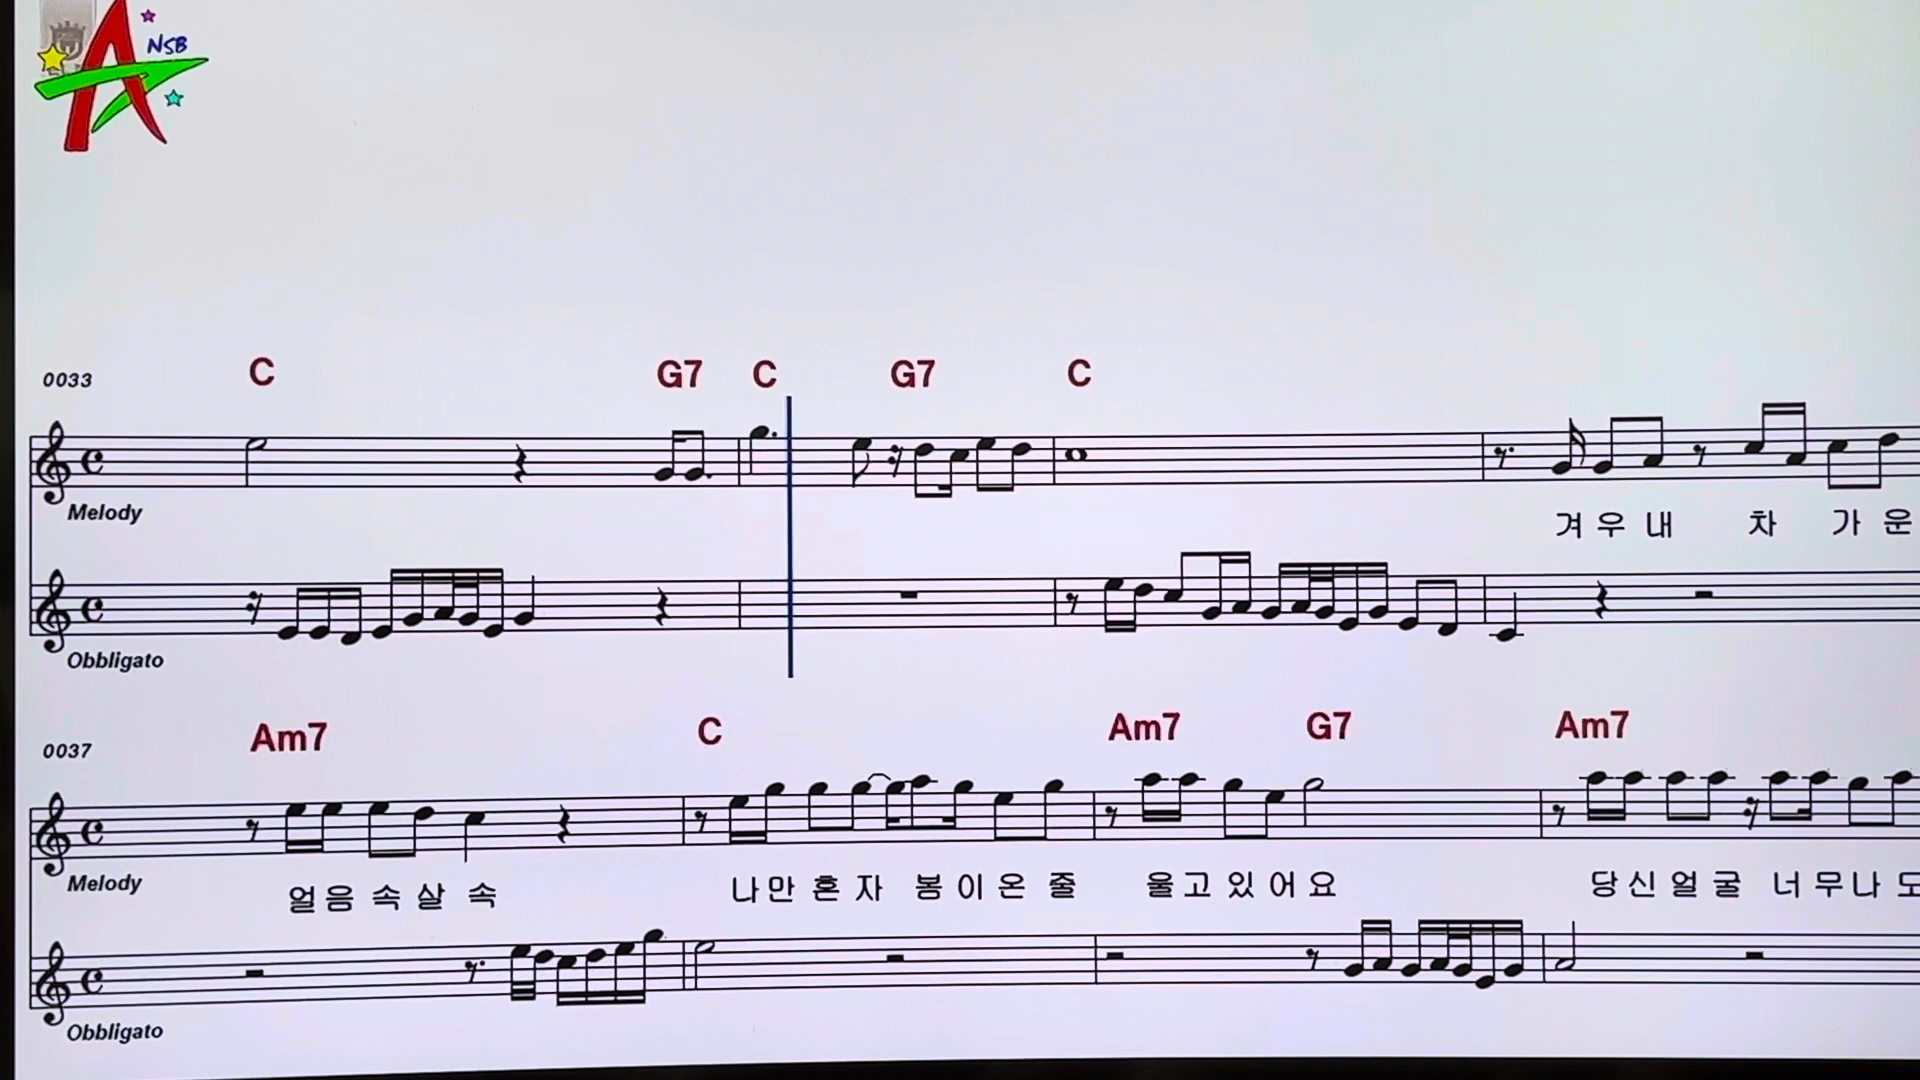 NSB
0033 C G7 C G7 C
Melody
겨우내 차 가운
Obbligato
0037 Am7 C Am7 G7 Am7
Melody
얼음 속 살 속 나만 혼 자 봄 이 온 줄 울고 있 어 요 당신 얼 굴 너 무나
Obbligato